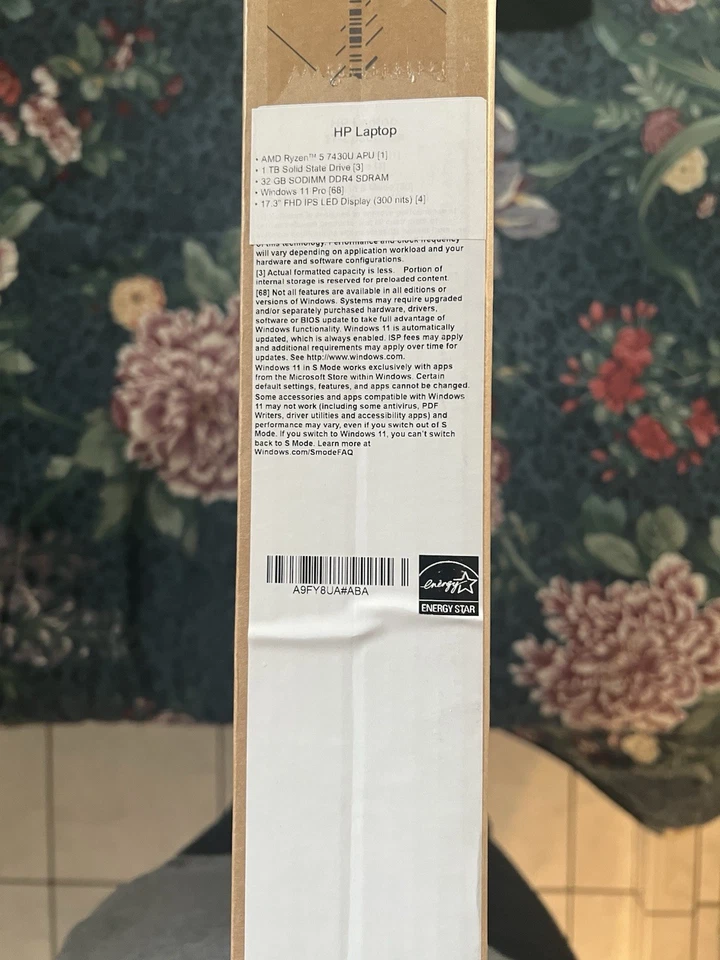 HP Laptop
• AMD Ryzen™ 5 7430U APU [1]
• 1 TB Solid State Drive [3]
• 32 GB SODIMM DDR4 SDRAM
• Windows 11 Pro [68]
• 17.3" FHD IPS LED Display (300 nits) [4]
of this technology. Performance and clock frequency
will vary depending on application workload and your
hardware and software configurations.
[3] Actual formatted capacity is less. Portion of
internal storage is reserved for preloaded content.
[68] Not all features are available in all editions or
versions of Windows. Systems may require upgraded
and/or separately purchased hardware, drivers,
software or BIOS update to take full advantage of
Windows functionality. Windows 11 is automatically
updated, which is always enabled. ISP fees may apply
and additional requirements may apply over time for
updates. See http://www.windows.com.
Windows 11 in S Mode works exclusively with apps
from the Microsoft Store within Windows. Certain
default settings, features, and apps cannot be changed.
Some accessories and apps compatible with Windows
11 may not work (including some antivirus, PDF
Writers, driver utilities and accessibility apps) and
performance may vary, even if you switch out of S
Mode. If you switch to Windows 11, you can't switch
back to S Mode. Learn more at
Windows.com/SmodeFAQ
A9FY8UA#ABA
energy
ENERGY STAR